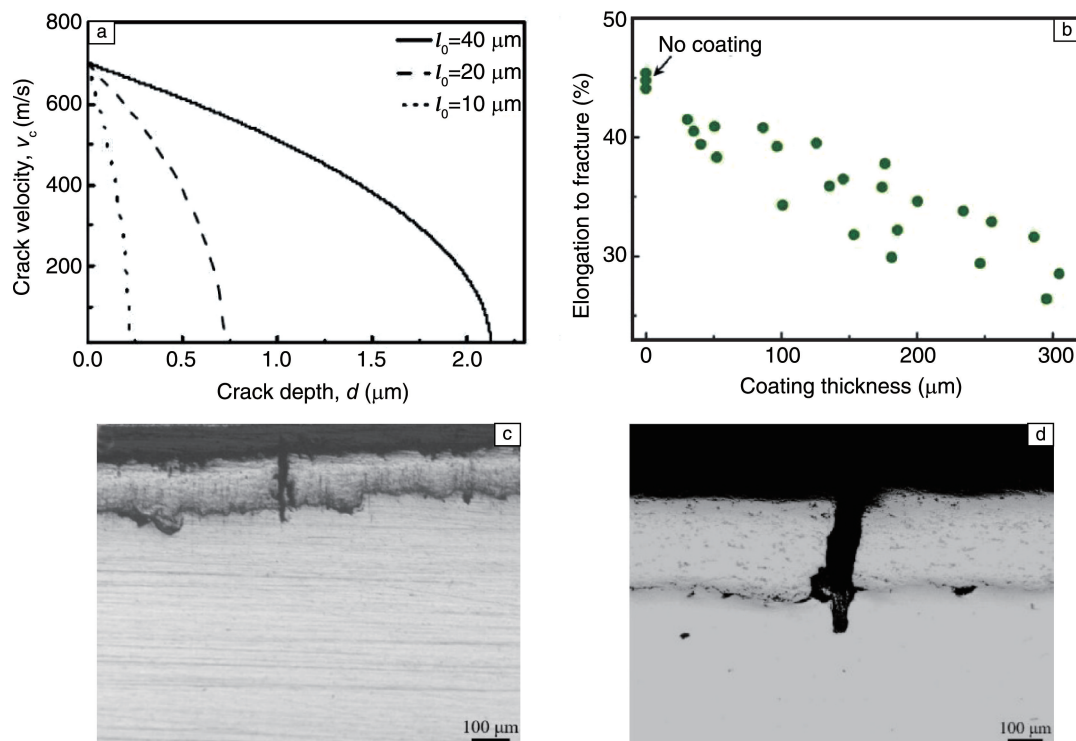 a
800
600
400
200
0.0
0.5
1.0
1.5
2.0
Crack velocity, v_c (m/s)
Crack depth, d (μm)
l₀=40 μm
l₀=20 μm
l₀=10 μm
b
50
40
30
0
100
200
300
Elongation to fracture (%)
Coating thickness (μm)
No coating
c
100 μm
d
100 μm